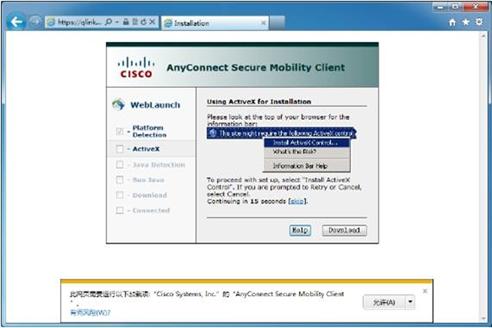 https://qlink...
Installation
CISCO
AnyConnect Secure Mobility Client
WebLaunch
- Platform Detection
- ActiveX
- Java Detection
- Sun Java
- Download
- Connected
Using ActiveX for Installation
Please look at the top of your browser for the
information bar:
This site might require the following ActiveX control
Install ActiveX Control...
What's the Risk?
Information Bar Help
To proceed with set up, select "Install ActiveX
Control". If you are prompted to Retry or Cancel,
select Cancel.
Continuing in 15 seconds [skip].
Help
Download
此网页需要运行以下加载项: "Cisco Systems, Inc." 的 "AnyConnect Secure Mobility Client
"。
有何风险(W)?
允许(A)